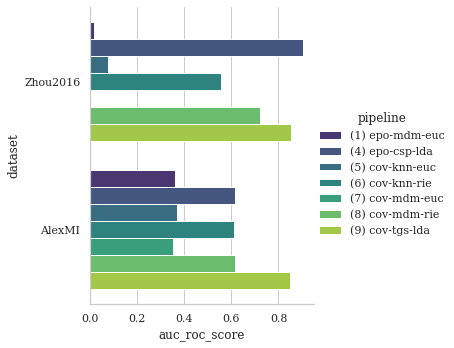 dataset
Zhou2016
AlexMI
0.0 0.2 0.4 0.6 0.8
auc_roc_score
pipeline
(1) epo-mdm-euc
(4) epo-csp-lda
(5) cov-knn-euc
(6) cov-knn-rie
(7) cov-mdm-euc
(8) cov-mdm-rie
(9) cov-tgs-lda